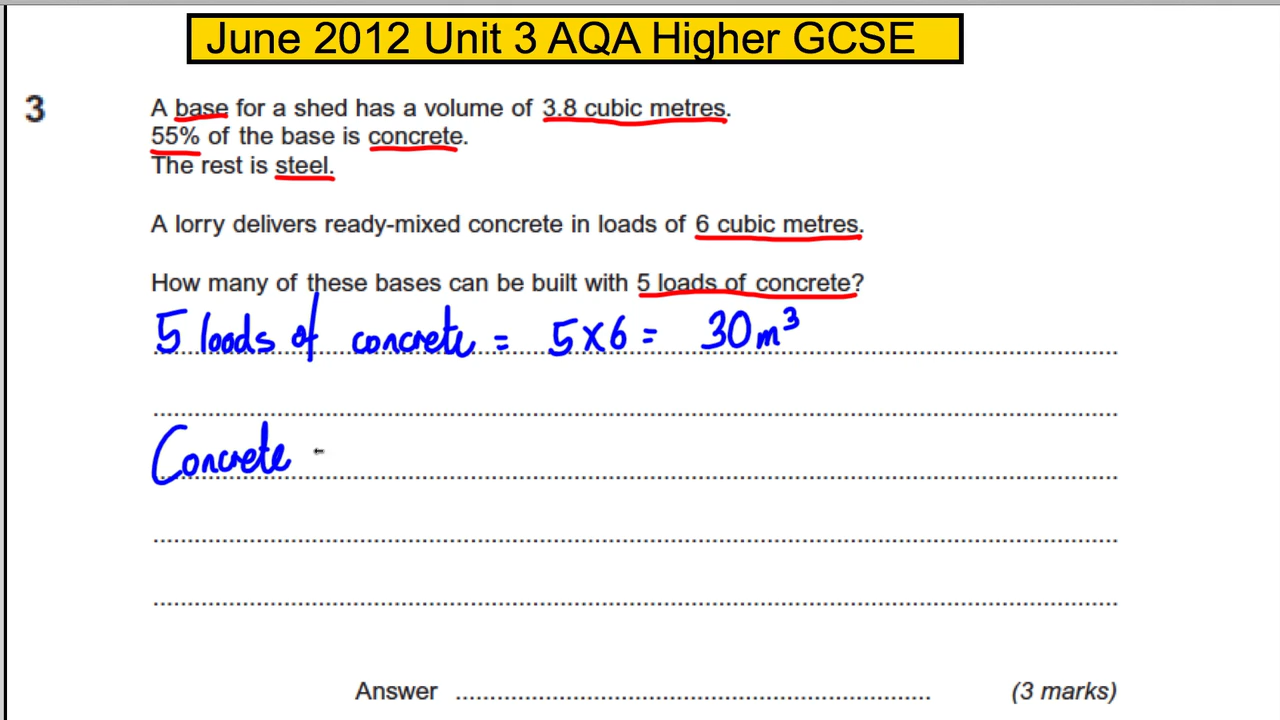 June 2012 Unit 3 AQA Higher GCSE
3 A base for a shed has a volume of 3.8 cubic metres.
55% of the base is concrete.
The rest is steel.
A lorry delivers ready-mixed concrete in loads of 6 cubic metres.
How many of these bases can be built with 5 loads of concrete?
5 loads of concrete = 5×6 = 30m³
Concrete
Answer ........................................................ (3 marks)